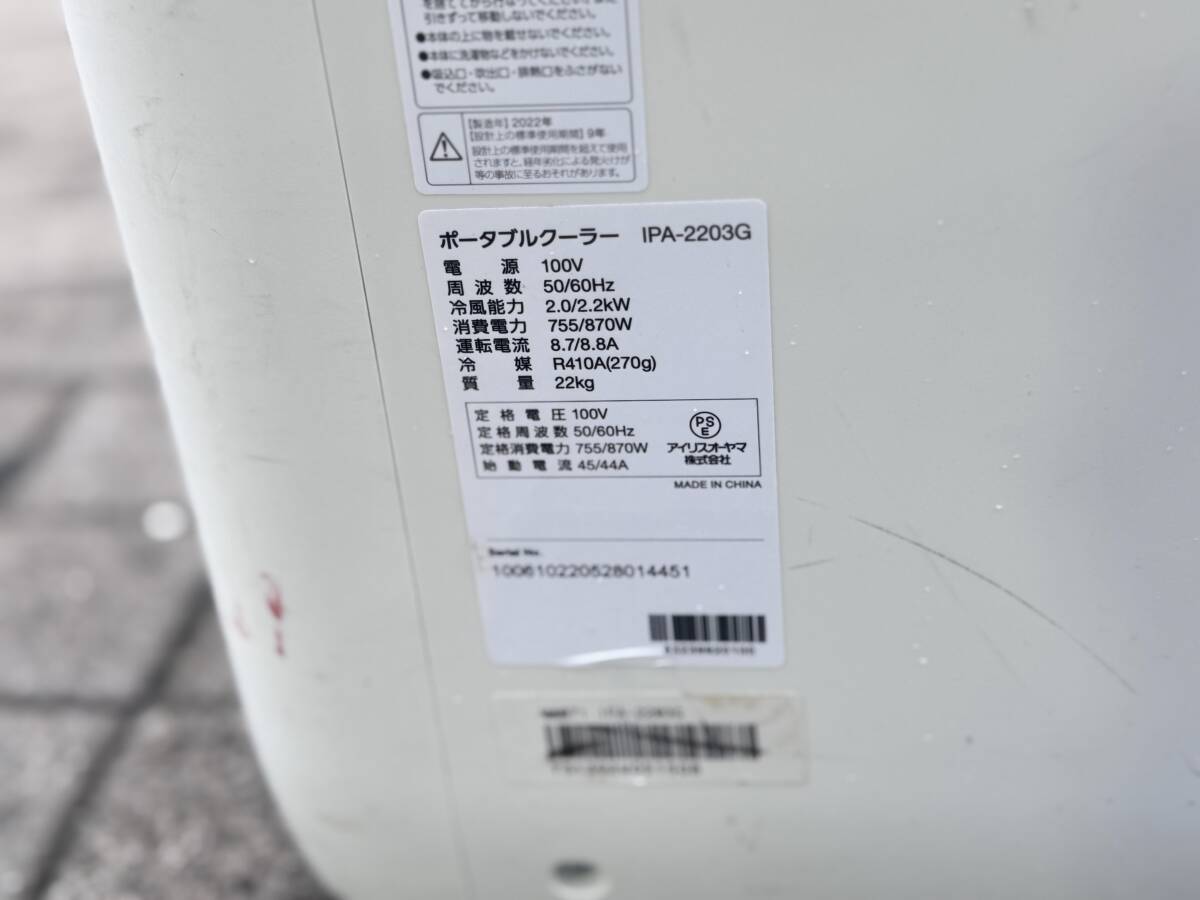 引きずって移動しないでください。
●本体の上に物を載せないでください。
●本体に洗濯物などをかけないでください。
●吸込口・吹出口・排熱口をふさがない
でください。
【製造年】2022年
【設計上の標準使用期間】9年
設計上の標準使用期間を超えて使用
されますと、経年劣化による発火けが
等の事故に至るおそれがあります。
ポータブルクーラー IPA-2203G
電源 100V
周波数 50/60Hz
冷風能力 2.0/2.2kW
消費電力 755/870W
運転電流 8.7/8.8A
冷媒 R410A(270g)
質量 22kg
定格電圧 100V
定格周波数 50/60Hz
定格消費電力 755/870W
始動電流 45/44A
PS
E
アイリスオーヤマ
株式会社
MADE IN CHINA
Serial No.
100610220528014451